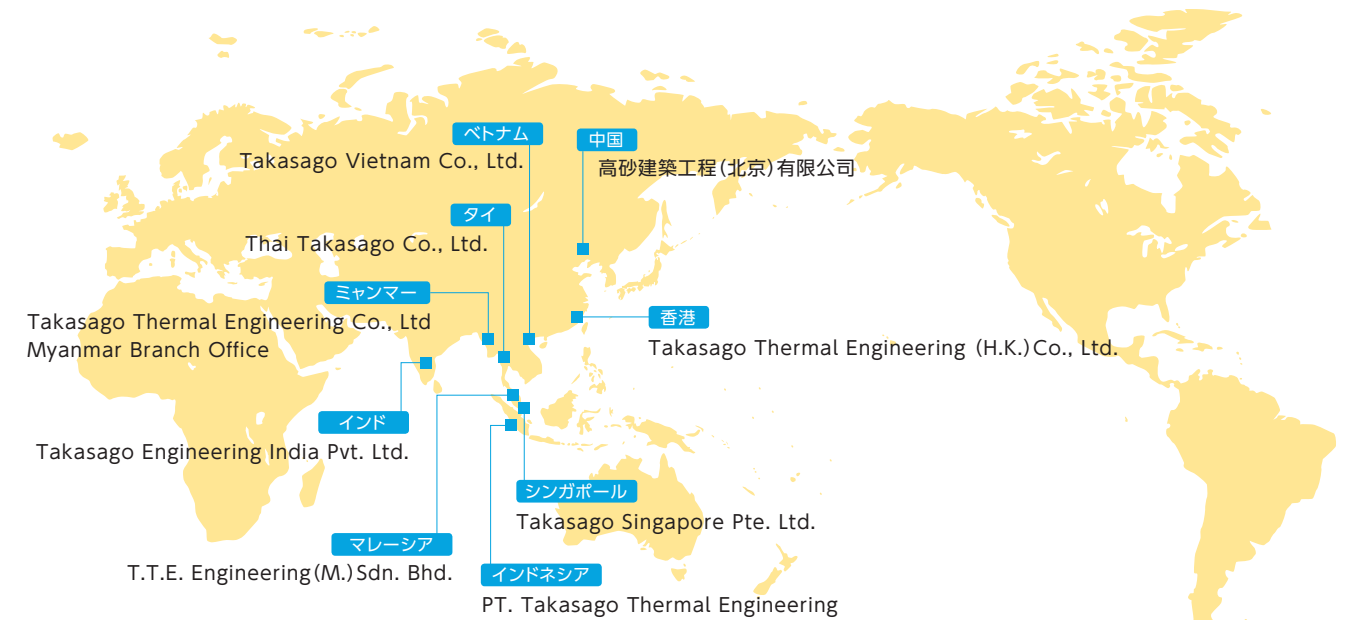 ベトナム
Takasago Vietnam Co., Ltd.
中国
高砂建築工程(北京)有限公司
タイ
Thai Takasago Co., Ltd.
ミャンマー
Takasago Thermal Engineering Co., Ltd
Myanmar Branch Office
香港
Takasago Thermal Engineering (H.K.)Co., Ltd.
インド
Takasago Engineering India Pvt. Ltd.
シンガポール
Takasago Singapore Pte. Ltd.
マレーシア
T.T.E. Engineering(M.)Sdn. Bhd.
インドネシア
PT. Takasago Thermal Engineering